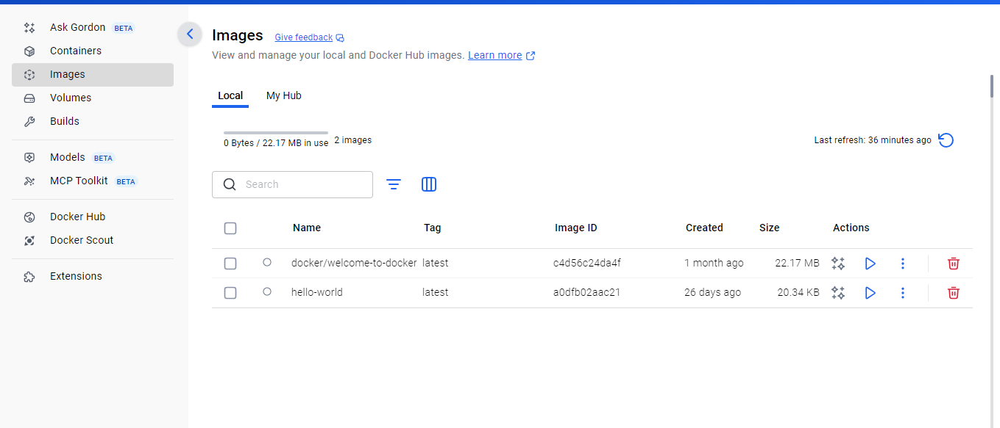 Ask Gordon BETA
Containers
Images
Volumes
Builds
Models BETA
MCP Toolkit BETA
Docker Hub
Docker Scout
Extensions
Images Give feedback
View and manage your local and Docker Hub images. Learn more
Local My Hub
0 Bytes / 22.17 MB in use 2 images
Last refresh: 36 minutes ago
Search
Name Tag Image ID Created Size Actions
docker/welcome-to-docker latest c4d56c24da4f 1 month ago 22.17 MB
hello-world latest a0dfb02aac21 26 days ago 20.34 KB